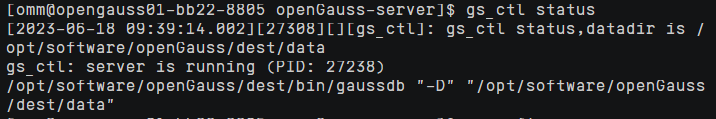 [omm@opengauss01-bb22-8805 openGauss-server]$ gs_ctl status
[2023-06-18 09:39:14.002][27308][][gs_ctl]: gs_ctl status,datadir is /
opt/software/openGauss/dest/data
gs_ctl: server is running (PID: 27238)
/opt/software/openGauss/dest/bin/gaussdb "-D" "/opt/software/openGauss
/dest/data"